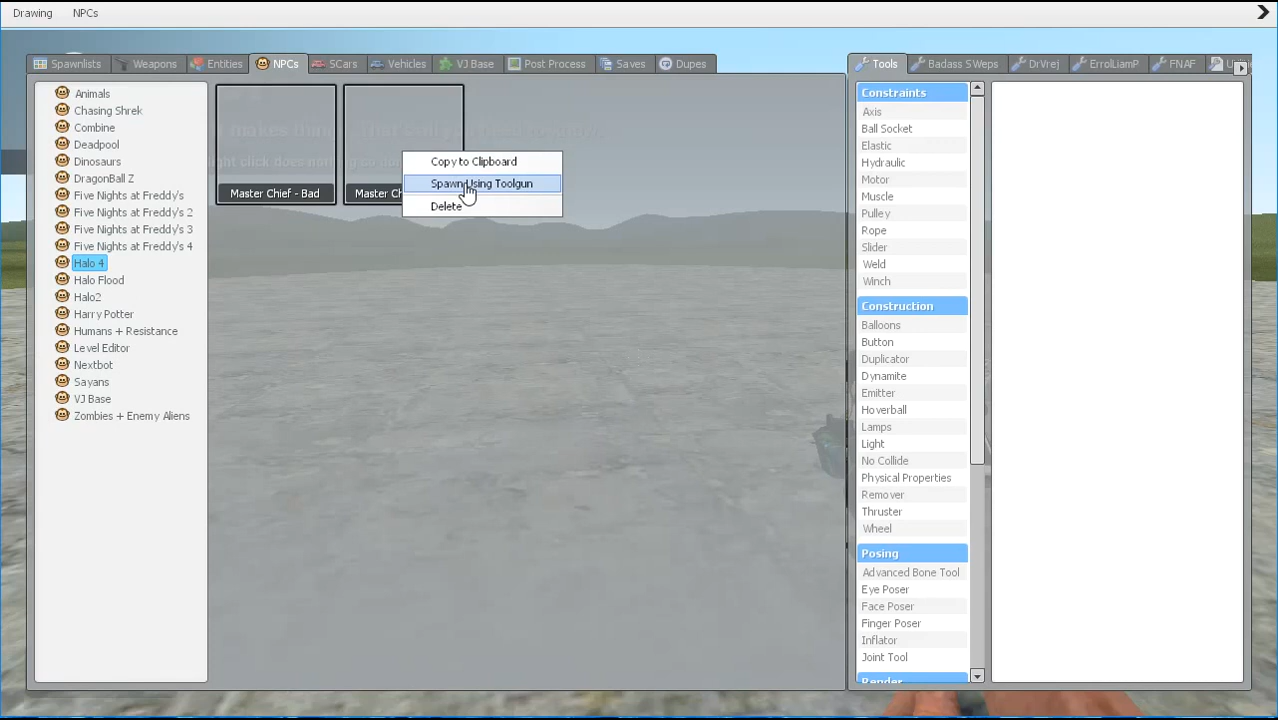 Drawing NPCs
Spawnlists Weapons Entities NPCs SCars Vehicles VJ Base Post Process Saves Dupes
Tools Badass SWeps DrVrej ErrolLiamP FNAF
Animals
Chasing Shrek
Combine
Deadpool
Dinosaurs
DragonBall Z
Five Nights at Freddy's
Five Nights at Freddy's 2
Five Nights at Freddy's 3
Five Nights at Freddy's 4
Halo 4
Halo Flood
Halo2
Harry Potter
Humans + Resistance
Level Editor
Nextbot
Sayans
VJ Base
Zombies + Enemy Aliens
Master Chief - Bad
Master Ch
Copy to Clipboard
Spawn Using Toolgun
Delete
Constraints
Axis
Ball Socket
Elastic
Hydraulic
Motor
Muscle
Pulley
Rope
Slider
Weld
Winch
Construction
Balloons
Button
Duplicator
Dynamite
Emitter
Hoverball
Lamps
Light
No Collide
Physical Properties
Remover
Thruster
Wheel
Posing
Advanced Bone Tool
Eye Poser
Face Poser
Finger Poser
Inflator
Joint Tool
Render